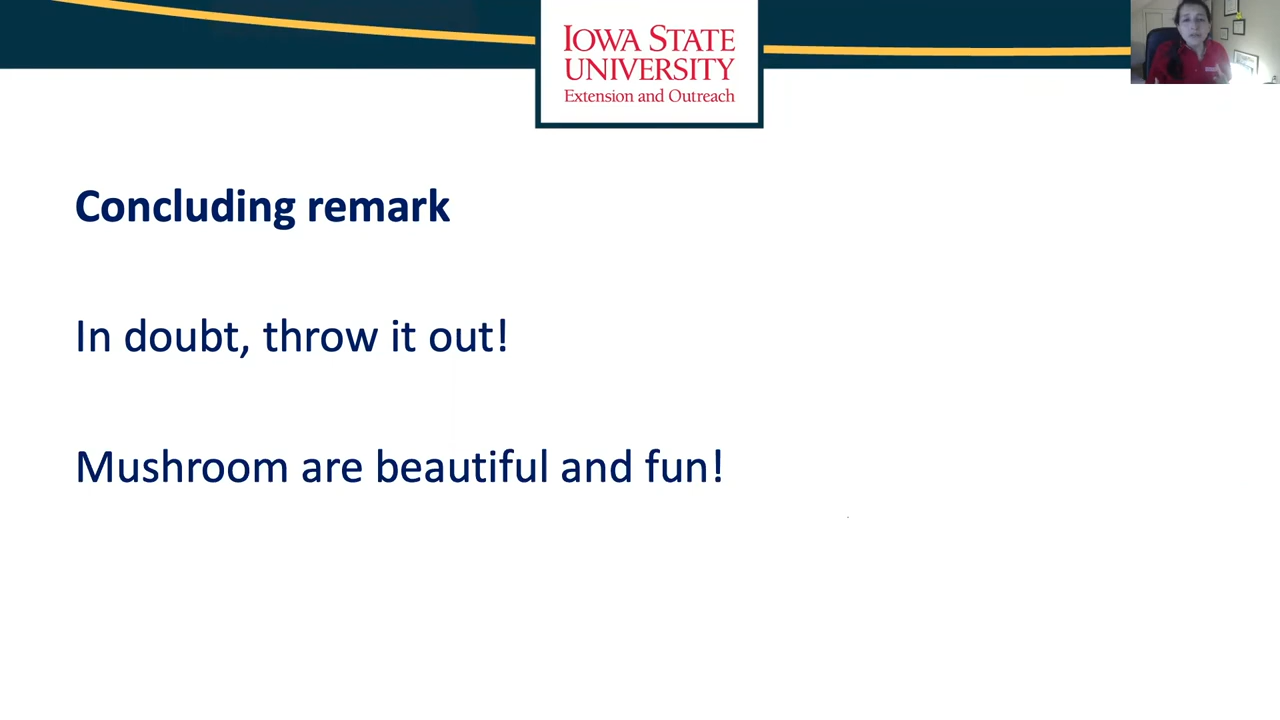 IOWA STATE
UNIVERSITY
Extension and Outreach
Concluding remark
In doubt, throw it out!
Mushroom are beautiful and fun!